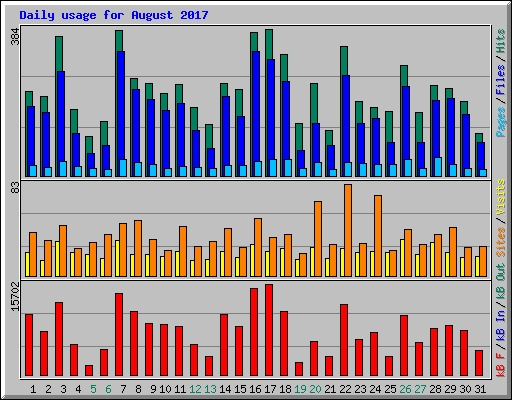 Daily usage for August 2017
384
Pages / Files / Hits
83
Sites / Visits
15702
kB F / kB In / kB Out
1 2 3 4 5 6 7 8 9 10 11 12 13 14 15 16 17 18 19 20 21 22 23 24 25 26 27 28 29 30 31